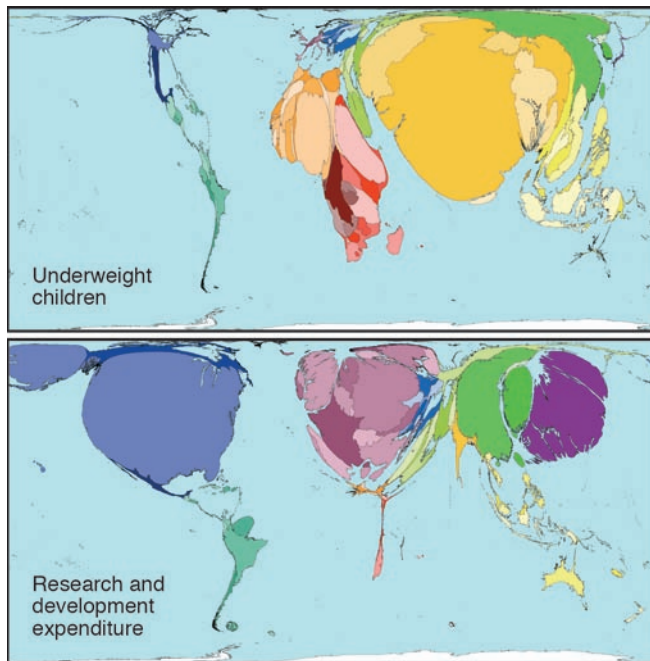 Underweight
children
Research and
development
expenditure